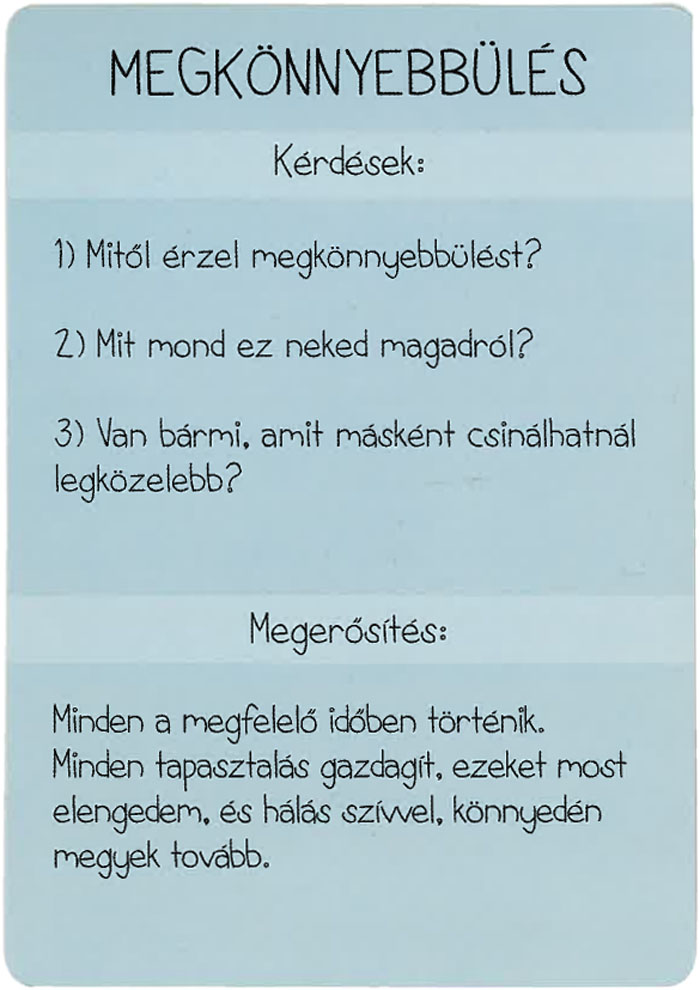 MEGKÖNNYEBBÜLÉS
Kérdések:
1) Mitől érzel megkönnyebbülést?
2) Mit mond ez neked magadról?
3) Van bármi, amit másként csinálhatnál
legközelebb?
Megerősítés:
Minden a megfelelő időben történik.
Minden tapasztalás gazdagít, ezeket most
elengedem, és hálás szívvel, könnyedén
megyek tovább.